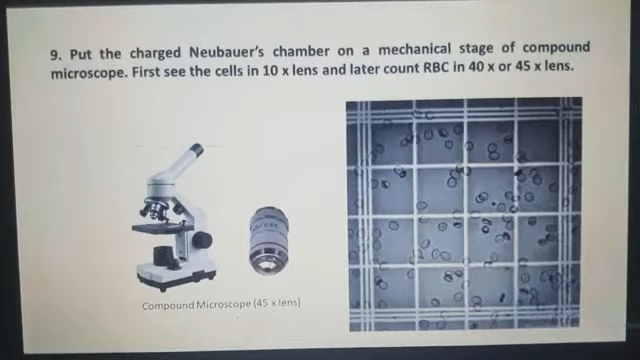 9. Put the charged Neubauer's chamber on a mechanical stage of compound
microscope. First see the cells in 10 x lens and later count RBC in 40 x or 45 x lens.
Compound Microscope (45 x lens)